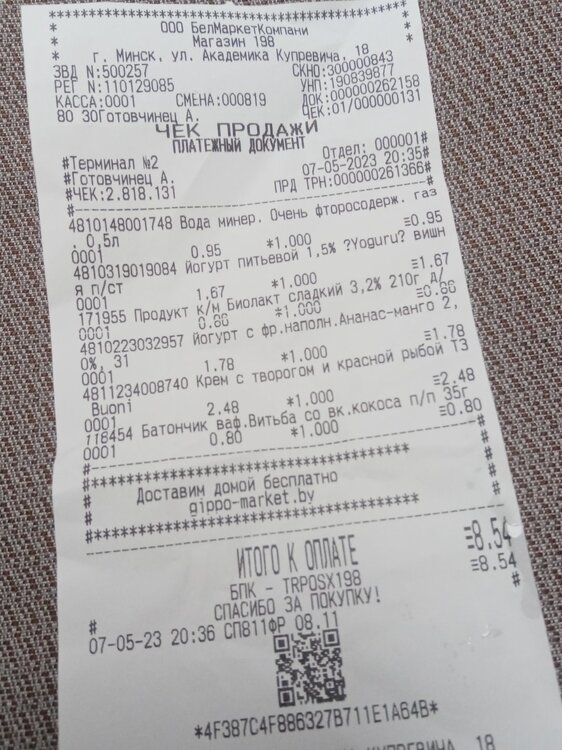 ********************************
* ООО БелМаркетКомпани *
* Магазин 198 *
* г. Минск, ул. Академика Купревича, 18
ЗВД N:500257 СКНО:300000843
РЕГ N:110129085 УНП:190839877
КАССА:0001 СМЕНА:000819 ДОК:000000262158
80 30Готовчинец А. ЧЕК:01/000000131
ЧЕК ПРОДАЖИ
ПЛАТЕЖНЫЙ ДОКУМЕНТ
#Терминал №2 Отдел: 000001#
#Готовчинец А. 07-05-2023 20:35#
#ЧЕК:2.818.131 ПРД ТРН:000000261366#
4810148001748 Вода минер. Очень фторосодерж. газ
. 0,5л
0001 0.95 *1.000 ≡0.95
4810319019084 Йогурт питьевой 1,5% ?Yoguru? вишн
я п/ст
0001 1.67 *1.000 ≡1.67
171955 Продукт к/м Биолакт сладкий 3,2% 210г д/
0001 0.86 *1.000 ≡0.86
4810223032957 йогурт с фр.наполн.Ананас-манго 2,
0%, 31
0001 1.78 *1.000 ≡1.78
4811234008740 Крем с творогом и красной рыбой ТЗ
Buoni
0001 2.48 *1.000 ≡2.48
118454 Батончик ваф.Витьба со вк.кокоса п/п 35г
0001 0.80 *1.000 ≡0.80
#********************************
# Доставим домой бесплатно
# gippo-market.by
#********************************
ИТОГО К ОПЛАТЕ ≡8.54
БПК - TRPOSX198 ≡8.54
СПАСИБО ЗА ПОКУПКУ!
# #
07-05-23 20:36 СП811ФР 08.11
*4F387C4F886327B711E1A64B*
КУПРЕВИЧА, 18